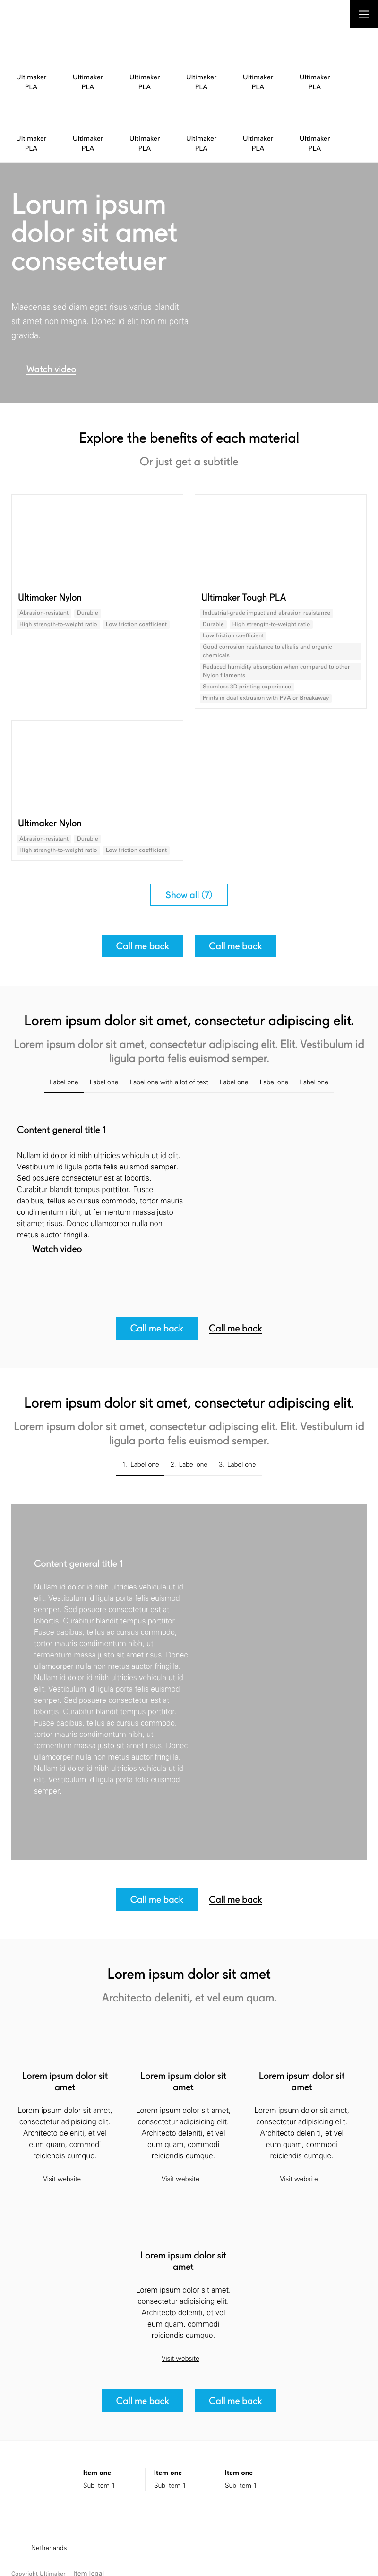 Ultimaker Ultimaker Ultimaker Ultimaker Ultimaker Ultimaker
PLA PLA PLA PLA PLA PLA
Ultimaker Ultimaker Ultimaker Ultimaker Ultimaker Ultimaker
PLA PLA PLA PLA PLA PLA
Lorum ipsum
dolor sit amet
consectetuer
Maecenas sed diam eget risus varius blandit
sit amet non magna. Donec id elit non mi porta
gravida.
Watch video
Explore the benefits of each material
Or just get a subtitle
Ultimaker Nylon
Abrasion-resistant Durable
High strength-to-weight ratio Low friction coefficient
Ultimaker Tough PLA
Industrial-grade impact and abrasion resistance
Durable High strength-to-weight ratio
Low friction coefficient
Good corrosion resistance to alkalis and organic
chemicals
Reduced humidity absorption when compared to other
Nylon filaments
Seamless 3D printing experience
Prints in dual extrusion with PVA or Breakaway
Ultimaker Nylon
Abrasion-resistant Durable
High strength-to-weight ratio Low friction coefficient
Show all (7)
Call me back Call me back
Lorem ipsum dolor sit amet, consectetur adipiscing elit.
Lorem ipsum dolor sit amet, consectetur adipiscing elit. Elit. Vestibulum id
ligula porta felis euismod semper.
Label one Label one Label one with a lot of text Label one Label one Label one
Content general title 1
Nullam id dolor id nibh ultricies vehicula ut id elit.
Vestibulum id ligula porta felis euismod semper.
Sed posuere consectetur est at lobortis.
Curabitur blandit tempus porttitor. Fusce
dapibus, tellus ac cursus commodo, tortor mauris
condimentum nibh, ut fermentum massa justo
sit amet risus. Donec ullamcorper nulla non
metus auctor fringilla.
Watch video
Call me back Call me back
Lorem ipsum dolor sit amet, consectetur adipiscing elit.
Lorem ipsum dolor sit amet, consectetur adipiscing elit. Elit. Vestibulum id
ligula porta felis euismod semper.
1. Label one 2. Label one 3. Label one
Content general title 1
Nullam id dolor id nibh ultricies vehicula ut id
elit. Vestibulum id ligula porta felis euismod
semper. Sed posuere consectetur est at
lobortis. Curabitur blandit tempus porttitor.
Fusce dapibus, tellus ac cursus commodo,
tortor mauris condimentum nibh, ut
fermentum massa justo sit amet risus. Donec
ullamcorper nulla non metus auctor fringilla.
Nullam id dolor id nibh ultricies vehicula ut id
elit. Vestibulum id ligula porta felis euismod
semper. Sed posuere consectetur est at
lobortis. Curabitur blandit tempus porttitor.
Fusce dapibus, tellus ac cursus commodo,
tortor mauris condimentum nibh, ut
fermentum massa justo sit amet risus. Donec
ullamcorper nulla non metus auctor fringilla.
Nullam id dolor id nibh ultricies vehicula ut id
elit. Vestibulum id ligula porta felis euismod
semper.
Call me back Call me back
Lorem ipsum dolor sit amet
Architecto deleniti, et vel eum quam.
Lorem ipsum dolor sit
amet
Lorem ipsum dolor sit amet,
consectetur adipisicing elit.
Architecto deleniti, et vel
eum quam, commodi
reiciendis cumque.
Visit website
Lorem ipsum dolor sit
amet
Lorem ipsum dolor sit amet,
consectetur adipisicing elit.
Architecto deleniti, et vel
eum quam, commodi
reiciendis cumque.
Visit website
Lorem ipsum dolor sit
amet
Lorem ipsum dolor sit amet,
consectetur adipisicing elit.
Architecto deleniti, et vel
eum quam, commodi
reiciendis cumque.
Visit website
Lorem ipsum dolor sit
amet
Lorem ipsum dolor sit amet,
consectetur adipisicing elit.
Architecto deleniti, et vel
eum quam, commodi
reiciendis cumque.
Visit website
Call me back Call me back
Item one Item one Item one
Sub item 1 Sub item 1 Sub item 1
Netherlands
Copyright Ultimaker Item legal